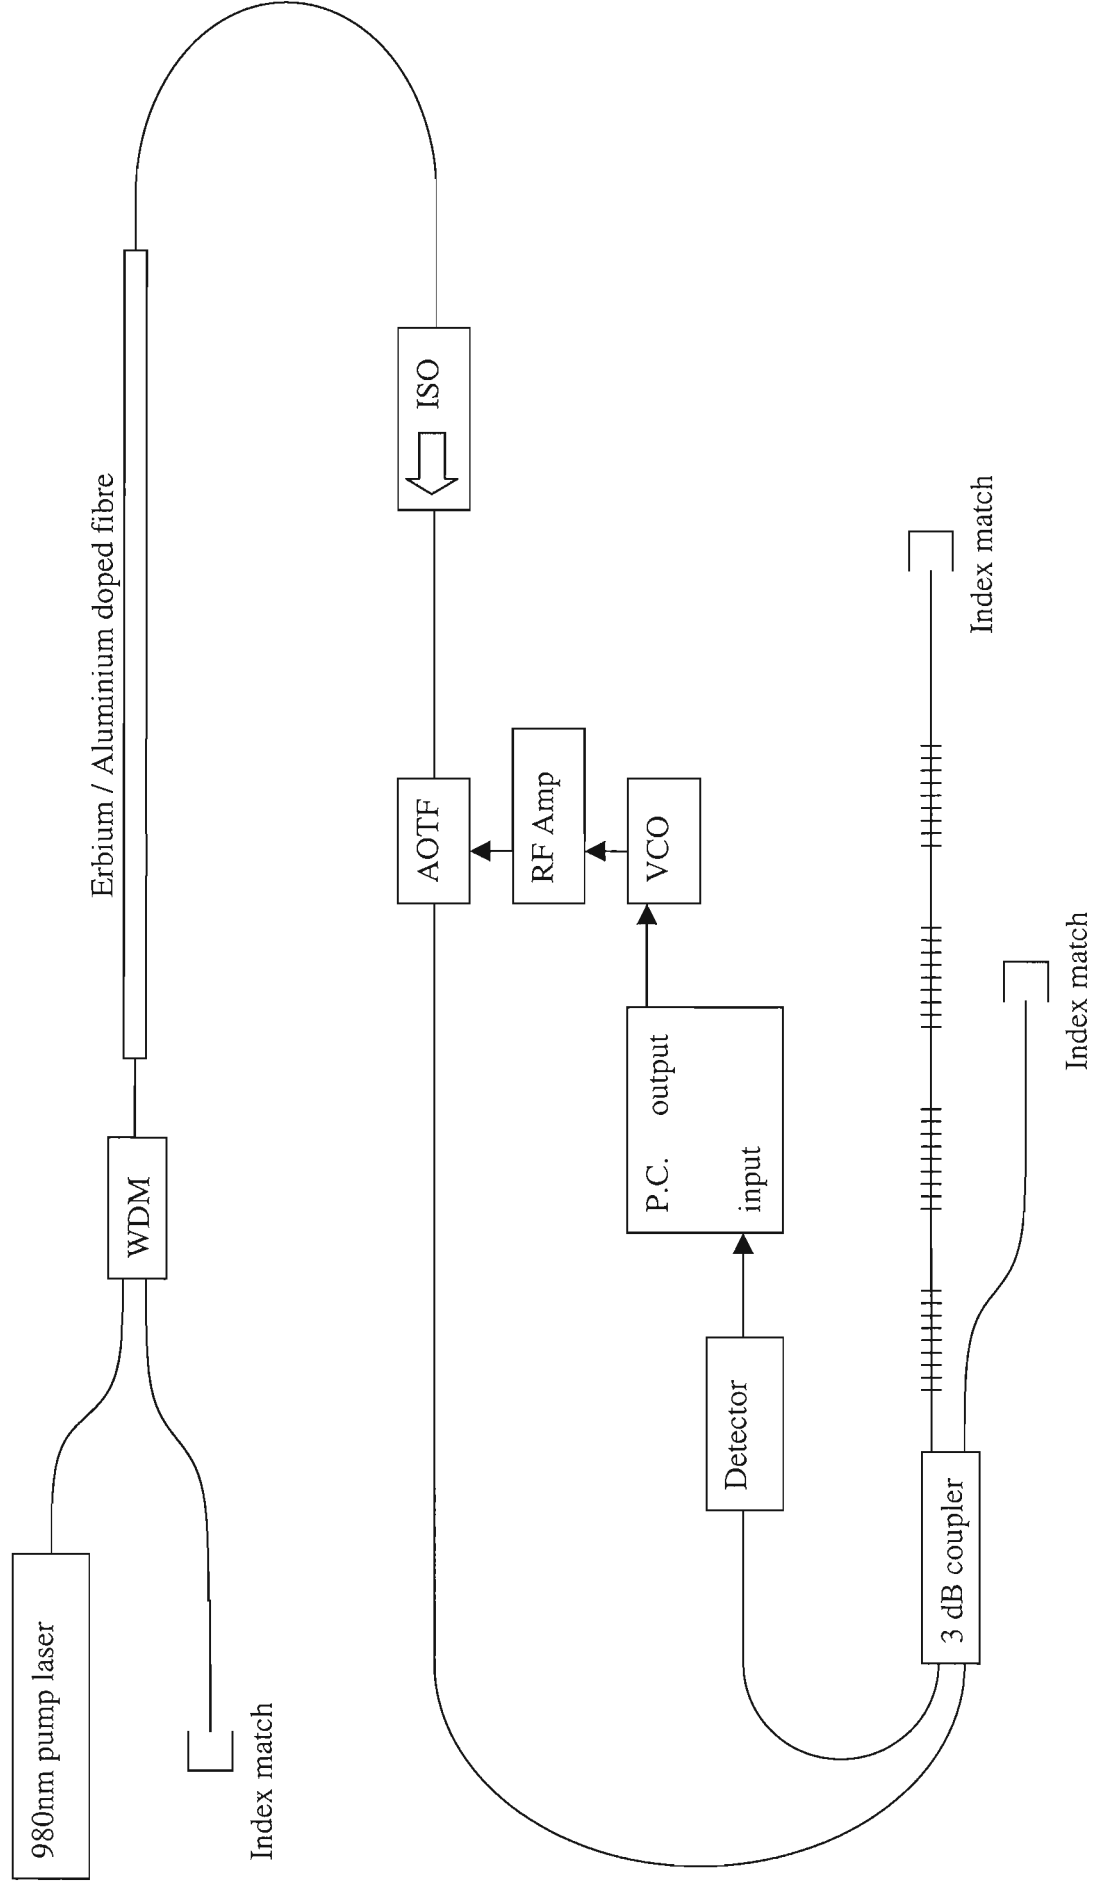 980nm pump laser
Index match
WDM
Erbium / Aluminium doped fibre
ISO
AOTF
RF Amp
VCO
P.C. output
input
Detector
3 dB coupler
Index match
Index match